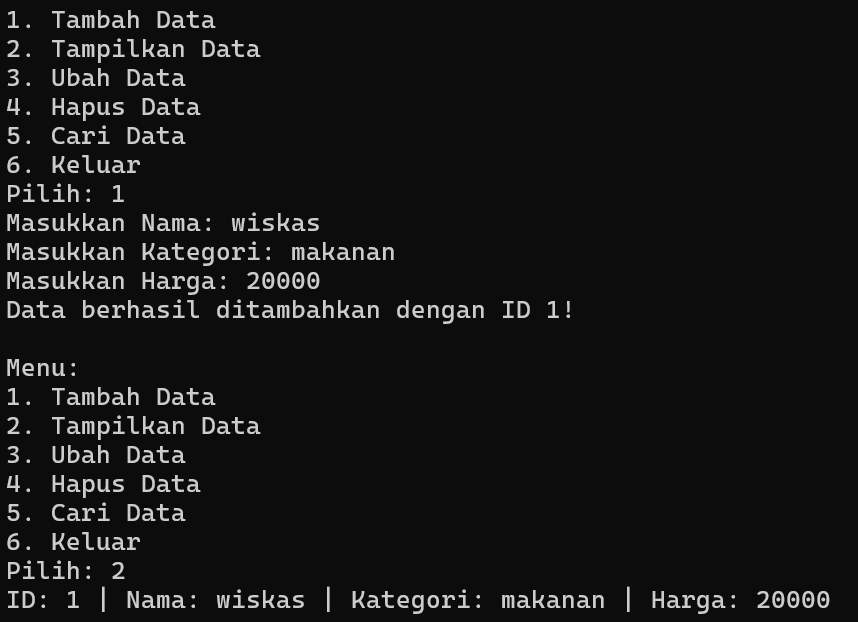 1. Tambah Data
2. Tampilkan Data
3. Ubah Data
4. Hapus Data
5. Cari Data
6. Keluar
Pilih: 1
Masukkan Nama: wiskas
Masukkan Kategori: makanan
Masukkan Harga: 20000
Data berhasil ditambahkan dengan ID 1!

Menu:
1. Tambah Data
2. Tampilkan Data
3. Ubah Data
4. Hapus Data
5. Cari Data
6. Keluar
Pilih: 2
ID: 1 | Nama: wiskas | Kategori: makanan | Harga: 20000